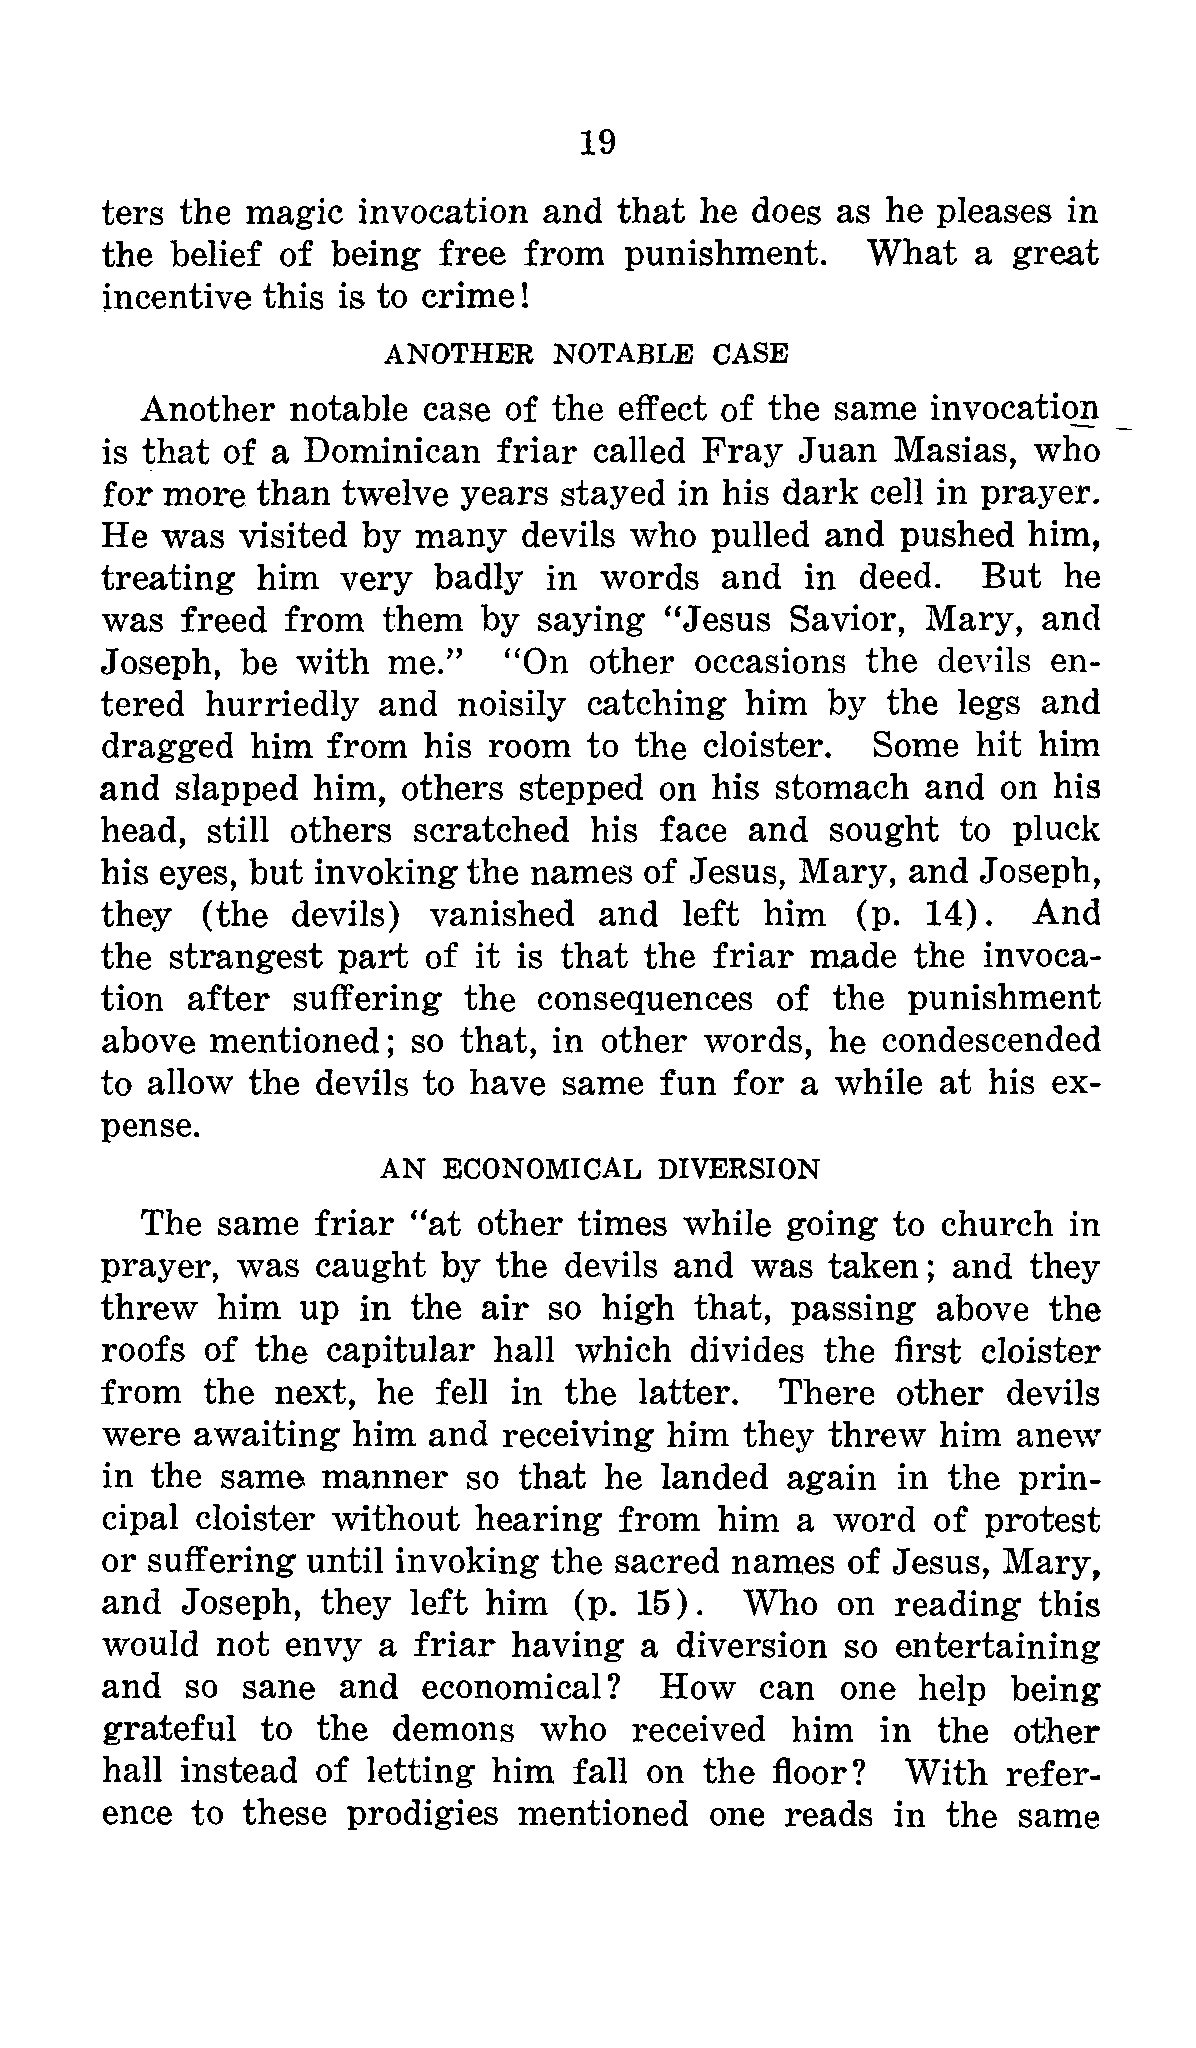 19
ters the magic invocation and that he does as he pleases in
the belief of being free from punishment. What a great
incentive this is to crime!
ANOTHER NOTABLE CASE
Another notable case of the effect of the same invocation
is that of a Dominican friar called Fray Juan Masias, who
for more than twelve years stayed in his dark cell in prayer.
He was visited by many devils who pulled and pushed him,
treating him very badly in words and in deed. But he
was freed from them by saying “Jesus Savior, Mary, and
Joseph, be with me.” “On other occasions the devils en-
tered hurriedly and noisily catching him by the legs and
dragged him from his room to the cloister. Some hit him
and slapped him, others stepped on his stomach and on his
head, still others scratched his face and sought to pluck
his eyes, but invoking the names of Jesus, Mary, and Joseph,
they (the devils) vanished and left him (p. 14). And
the strangest part of it is that the friar made the invoca-
tion after suffering the consequences of the punishment
above mentioned; so that, in other words, he condescended
to allow the devils to have same fun for a while at his ex-
pense.
AN ECONOMICAL DIVERSION
The same friar “at other times while going to church in
prayer, was caught by the devils and was taken; and they
threw him up in the air so high that, passing above the
roofs of the capitular hall which divides the first cloister
from the next, he fell in the latter. There other devils
were awaiting him and receiving him they threw him anew
in the same manner so that he landed again in the prin-
cipal cloister without hearing from him a word of protest
or suffering until invoking the sacred names of Jesus, Mary,
and Joseph, they left him (p. 15). Who on reading this
would not envy a friar having a diversion so entertaining
and so sane and economical? How can one help being
grateful to the demons who received him in the other
hall instead of letting him fall on the floor? With refer-
ence to these prodigies mentioned one reads in the same